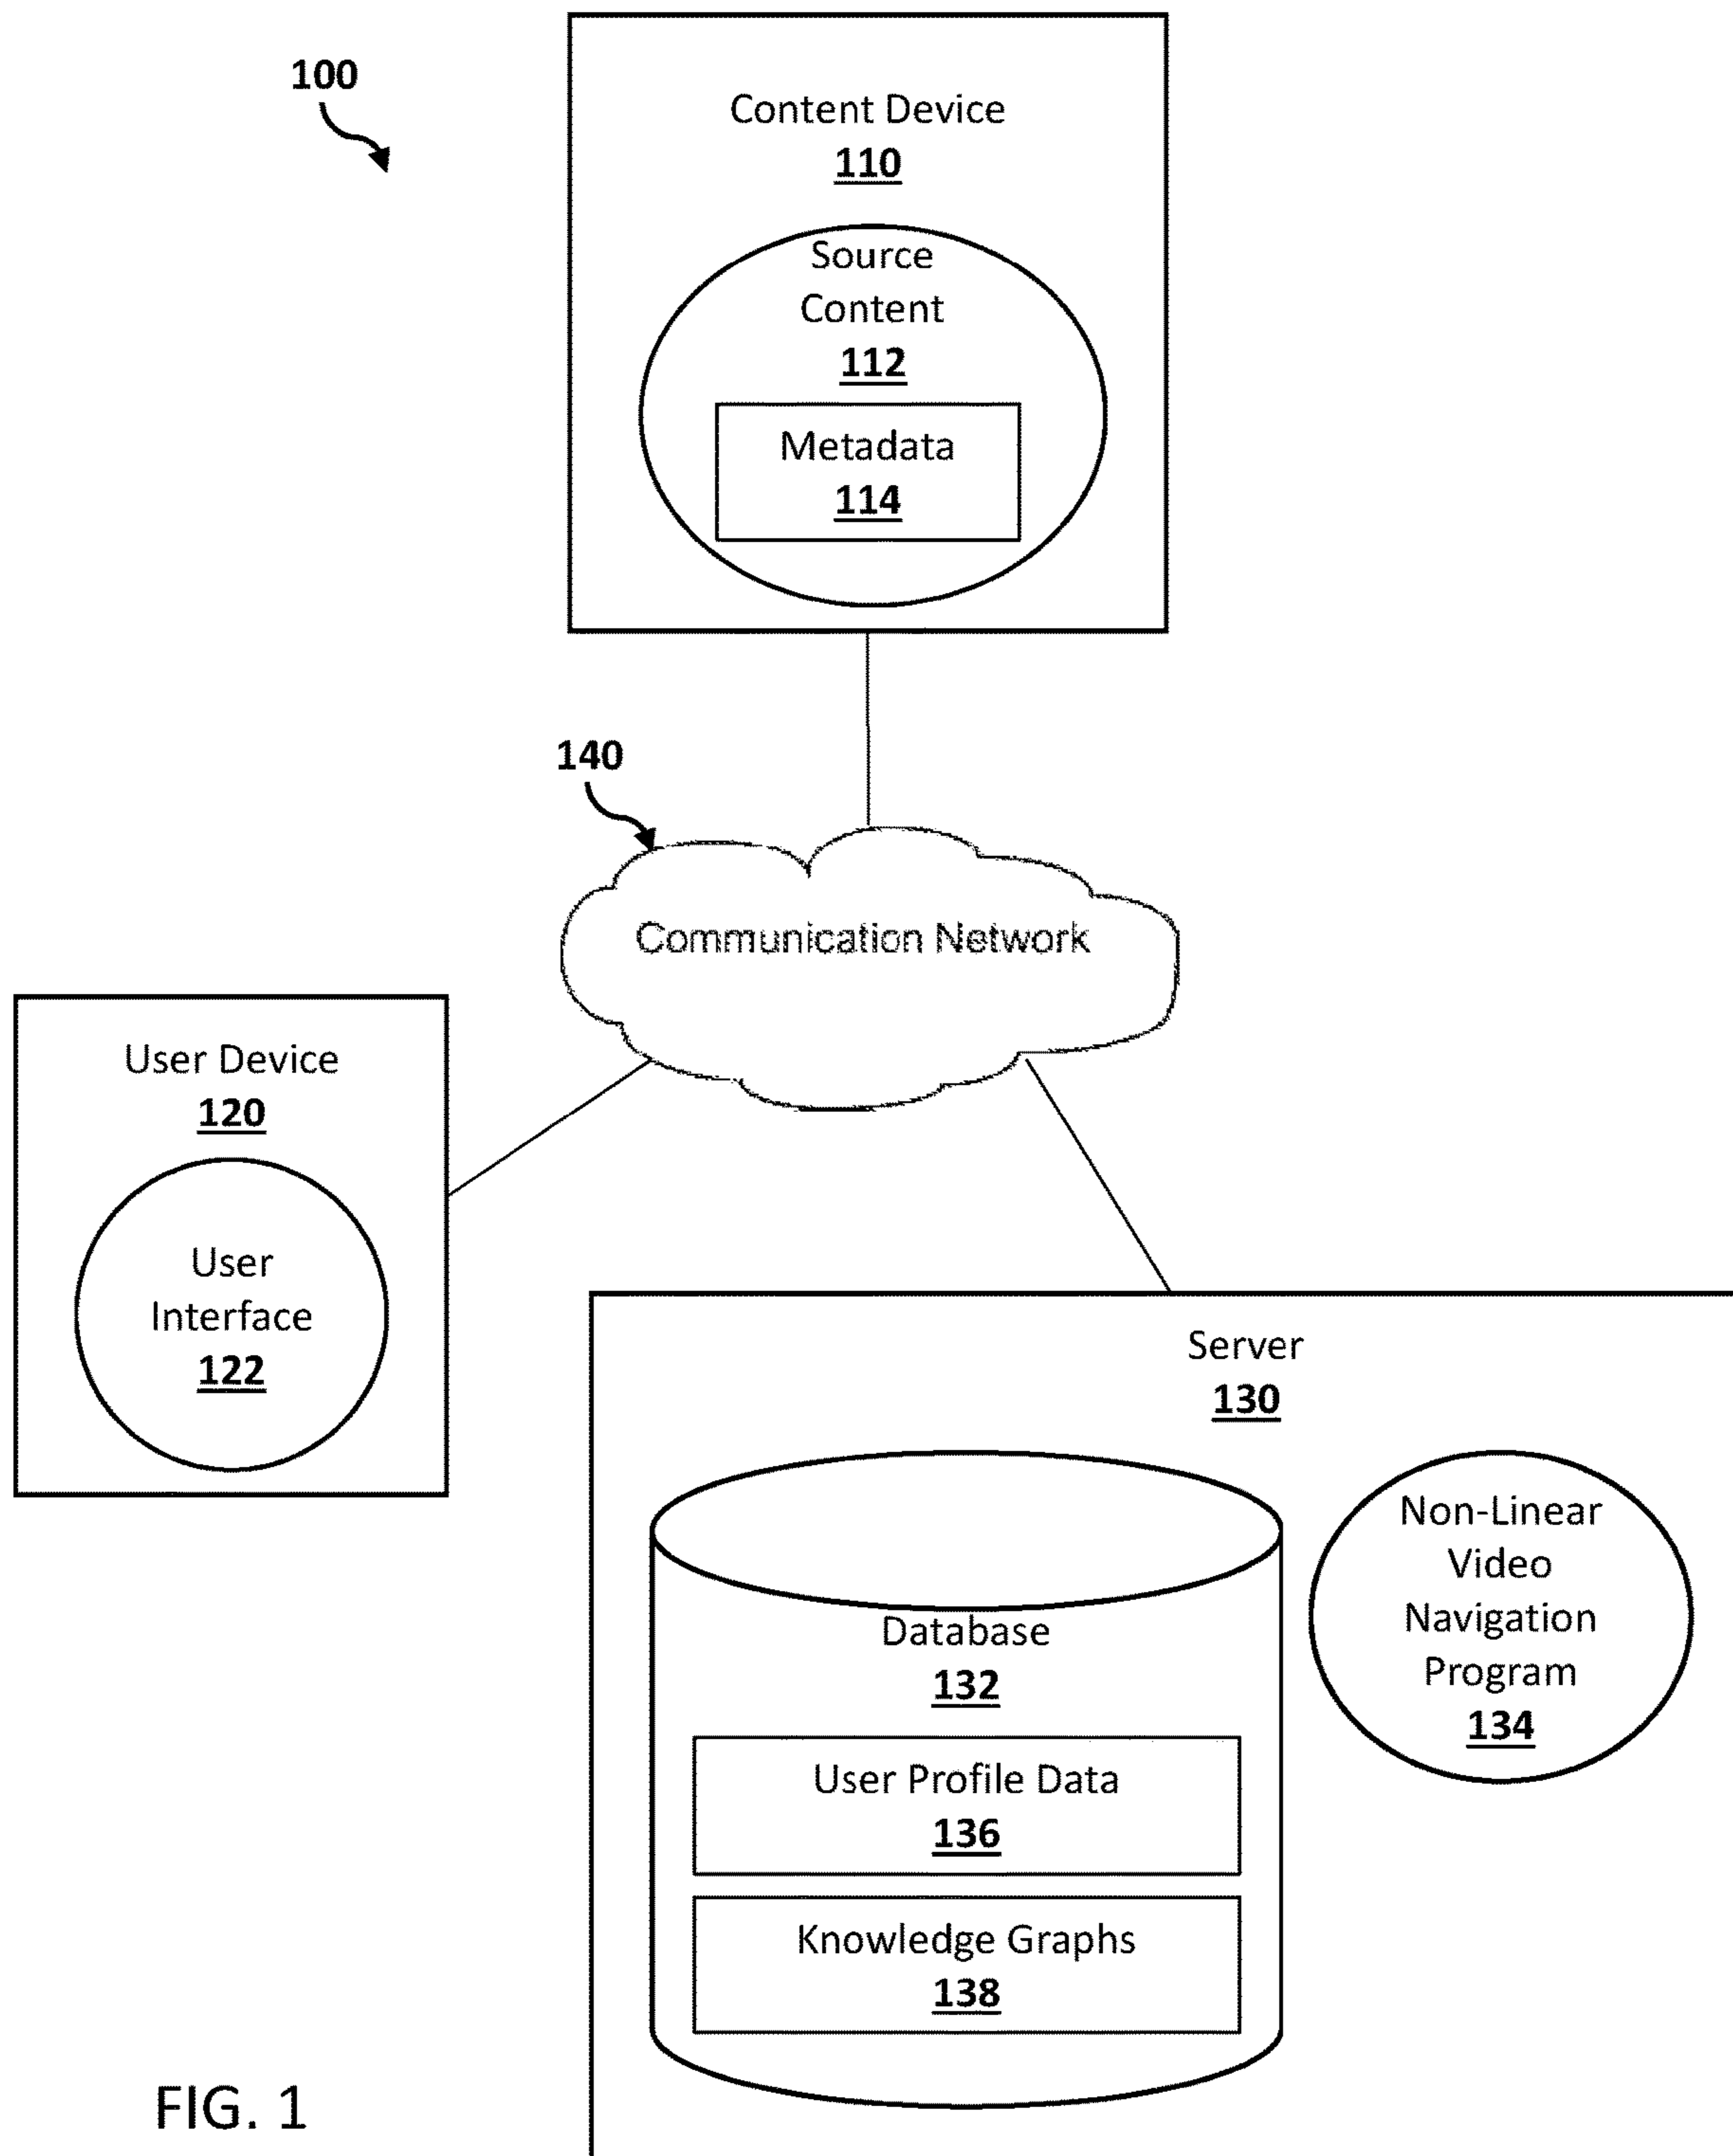 100
Content Device
110
Source
Content
112
Metadata
114
140
Communication Network
User Device
120
User
Interface
122
Server
130
Database
132
User Profile Data
136
Knowledge Graphs
138
Non-Linear
Video
Navigation
Program
134
FIG. 1